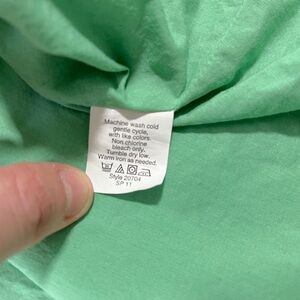 Machine wash cold
gentle cycle,
with like colors.
Non chlorine
bleach only.
Tumble dry low.
Warm iron as needed.
Style 20704
SP 11